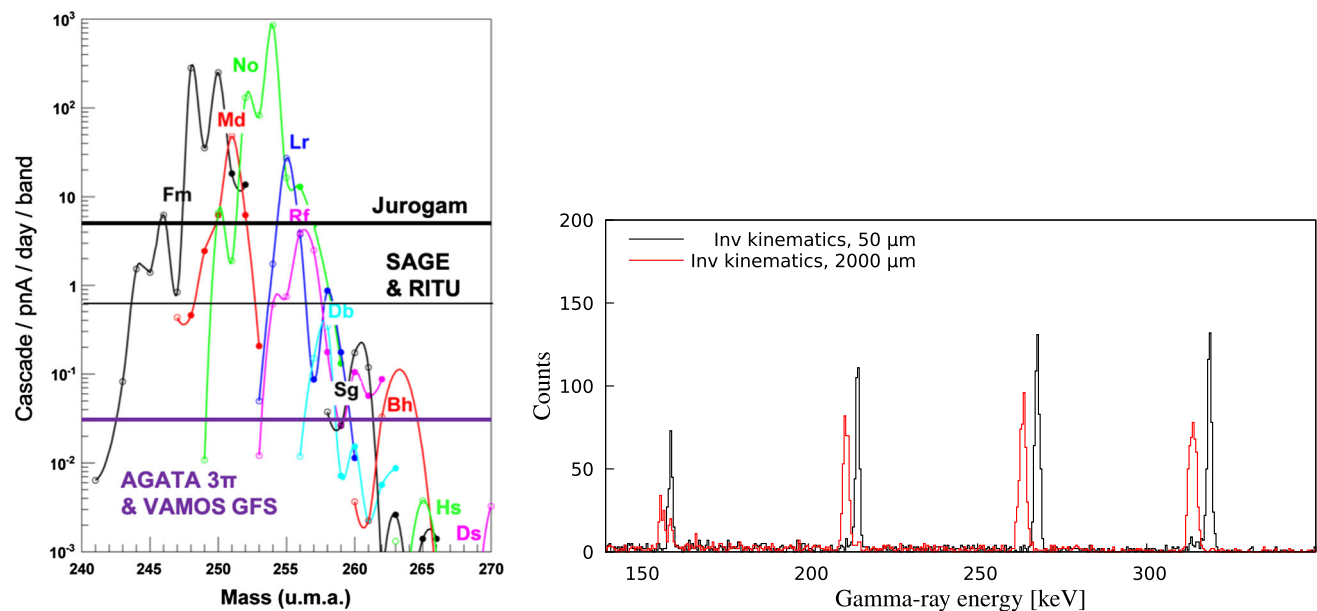 10³
10²
10
1
10⁻¹
10⁻²
10⁻³
Cascade / pnA / day / band
No
Md
Lr
Fm
Jurogam
Rf
SAGE
& RITU
Db
Sg
Bh
AGATA 3π
& VAMOS GFS
Hs
Ds
240 245 250 255 260 265 270
Mass (u.m.a.)
200
150
100
50
0
Counts
Inv kinematics, 50 μm
Inv kinematics, 2000 μm
150 200 250 300
Gamma-ray energy [keV]